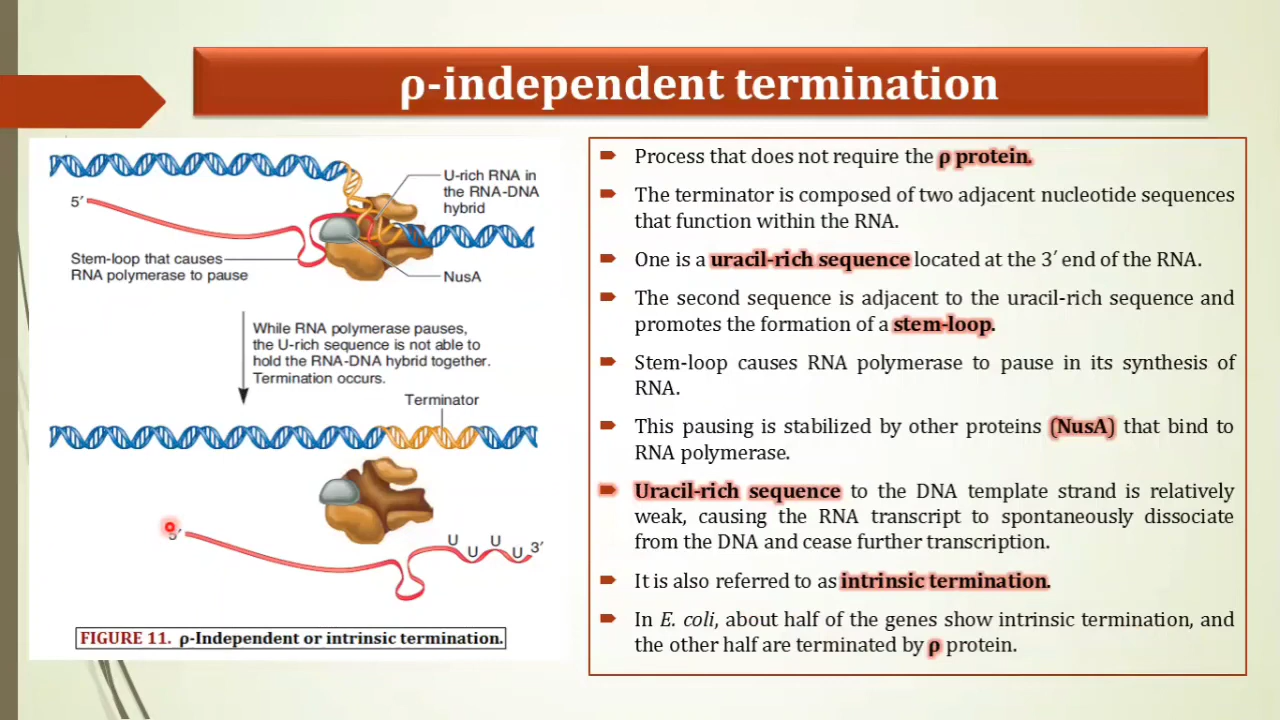 ρ-independent termination
U-rich RNA in
the RNA-DNA
hybrid
5′
Stem-loop that causes
RNA polymerase to pause
NusA
While RNA polymerase pauses,
the U-rich sequence is not able to
hold the RNA-DNA hybrid together.
Termination occurs.
Terminator
5′
U
U
U
U
3′
FIGURE 11. ρ-Independent or intrinsic termination.
Process that does not require the ρ protein.
The terminator is composed of two adjacent nucleotide sequences
that function within the RNA.
One is a uracil-rich sequence located at the 3′ end of the RNA.
The second sequence is adjacent to the uracil-rich sequence and
promotes the formation of a stem-loop.
Stem-loop causes RNA polymerase to pause in its synthesis of
RNA.
This pausing is stabilized by other proteins (NusA) that bind to
RNA polymerase.
Uracil-rich sequence to the DNA template strand is relatively
weak, causing the RNA transcript to spontaneously dissociate
from the DNA and cease further transcription.
It is also referred to as intrinsic termination.
In E. coli, about half of the genes show intrinsic termination, and
the other half are terminated by ρ protein.